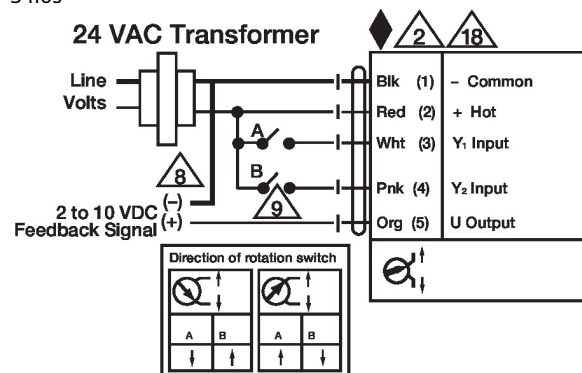 24 VAC Transformer
2
18
Line
Volts
Blk (1) – Common
Red (2) + Hot
A
Wht (3) Y₁ Input
8
B
Pnk (4) Y₂ Input
9
2 to 10 VDC (–)
Feedback Signal (+)
Org (5) U Output
Direction of rotation switch
A B A B